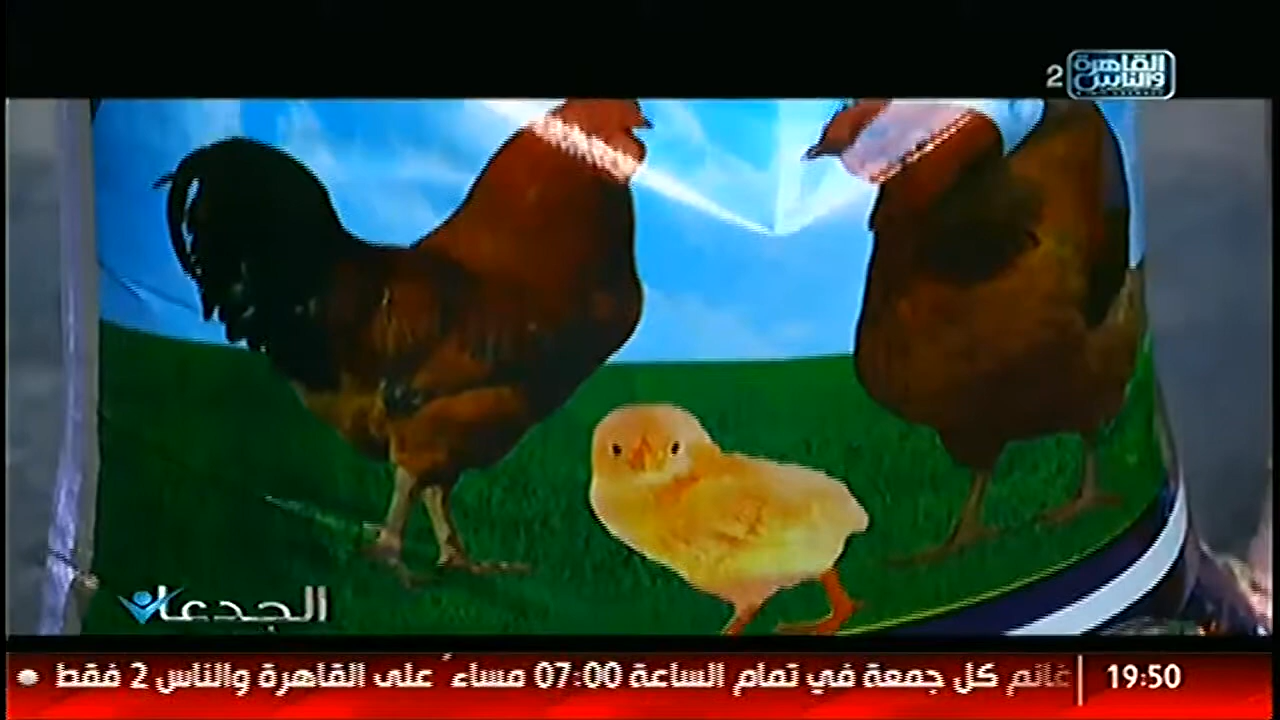 القاهرة
والناس 2
الجدعان
غانم كل جمعة في تمام الساعة 07:00 مساءً على القاهرة والناس 2 فقط
19:50